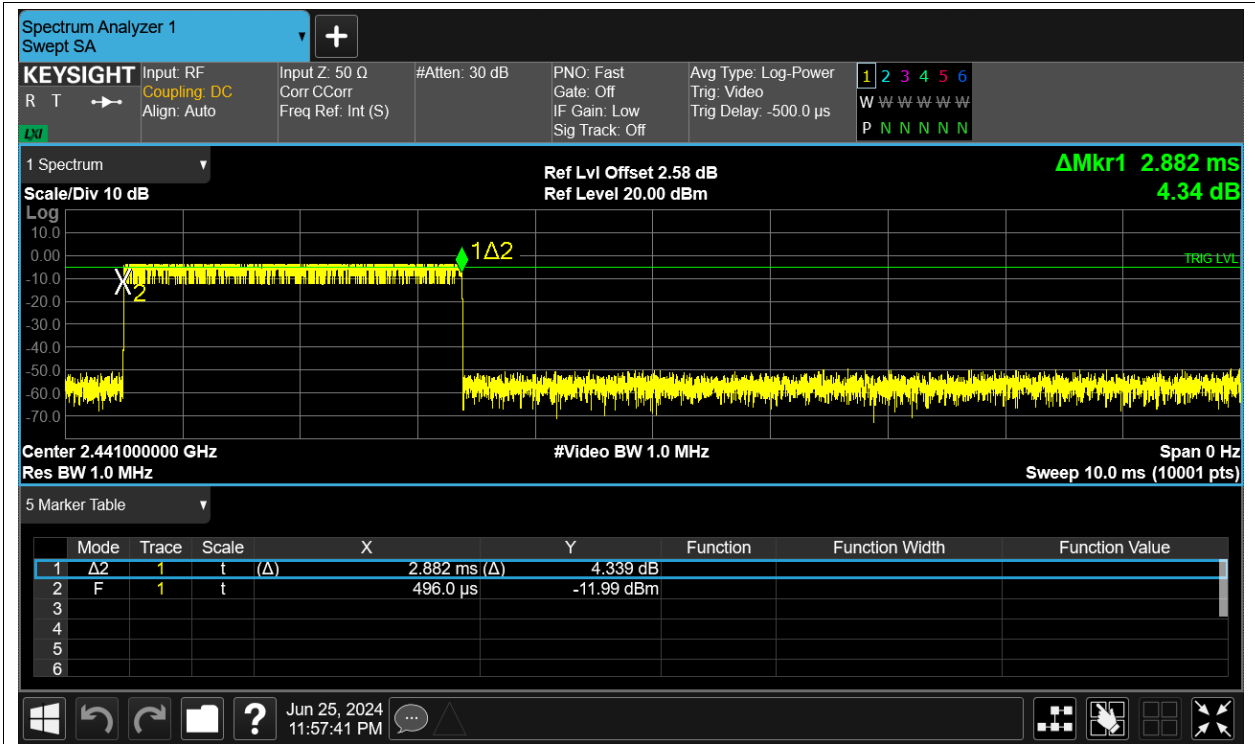 Spectrum Analyzer 1
Swept SA
+
KEYSIGHT
R T
LXI
Input: RF
Coupling: DC
Align: Auto
Input Z: 50 Ω
Corr CCorr
Freq Ref: Int (S)
#Atten: 30 dB
PNO: Fast
Gate: Off
IF Gain: Low
Sig Track: Off
Avg Type: Log-Power
Trig: Video
Trig Delay: -500.0 µs
1 2 3 4 5 6
W W W W W W
P N N N N N
1 Spectrum
Scale/Div 10 dB
Ref Lvl Offset 2.58 dB
Ref Level 20.00 dBm
ΔMkr1 2.882 ms
4.34 dB
Log
10.0
0.00
-10.0
-20.0
-30.0
-40.0
-50.0
-60.0
-70.0
1Δ2
X2
TRIG LVL
Center 2.441000000 GHz
#Video BW 1.0 MHz
Span 0 Hz
Res BW 1.0 MHz
Sweep 10.0 ms (10001 pts)
5 Marker Table
Mode Trace Scale X Y Function Function Width Function Value
1 Δ2 1 t (Δ) 2.882 ms (Δ) 4.339 dB
2 F 1 t 496.0 µs -11.99 dBm
3
4
5
6
?
Jun 25, 2024
11:57:41 PM